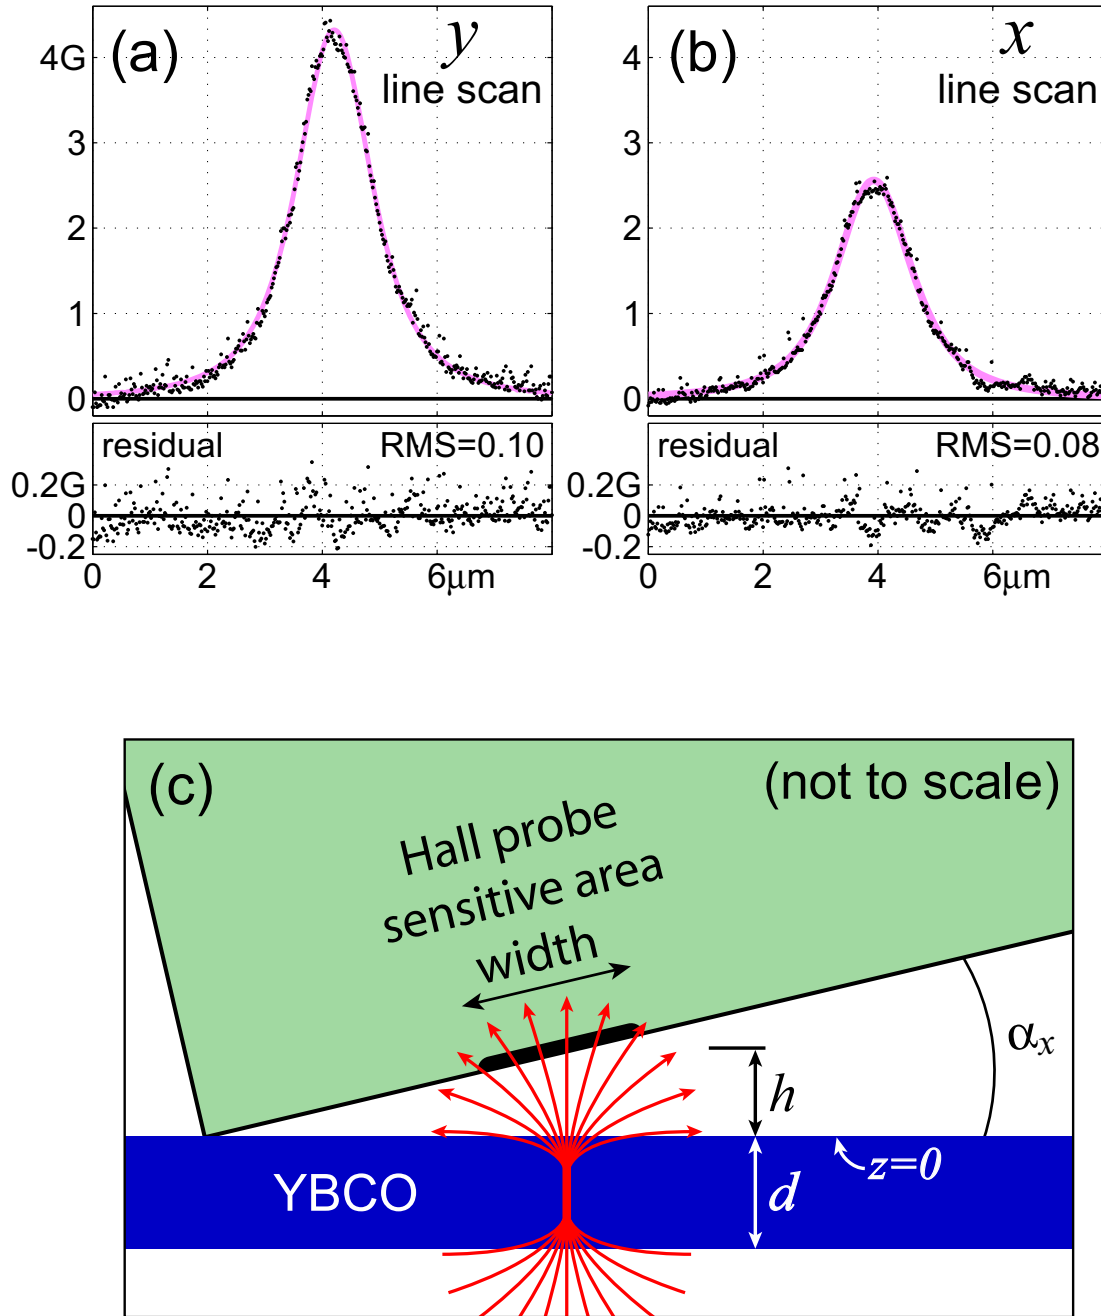 (a)
y
line scan
4G
3
2
1
0
residual
RMS=0.10
0.2G
0
-0.2
0
2
4
6μm
(b)
x
line scan
4
3
2
1
0
residual
RMS=0.08
0.2G
0
-0.2
0
2
4
6μm
(c)
(not to scale)
Hall probe
sensitive area
width
αx
h
z=0
YBCO
d